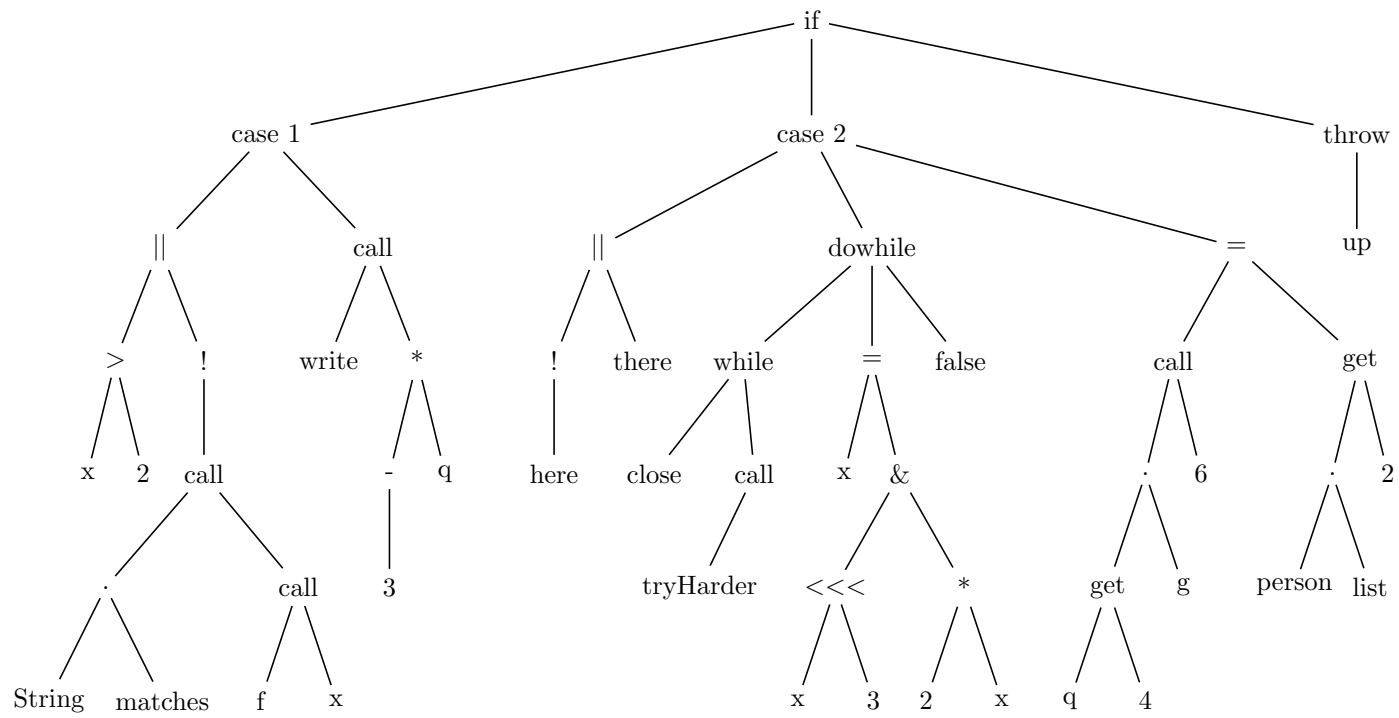 if
case 1 case 2 throw
|| call || dowhile = up
> ! write * ! there while = false call get
x 2 call - q here close call x & . 6 . 2
. call 3 tryHarder <<< * get g person list
String matches f x x 3 2 x q 4